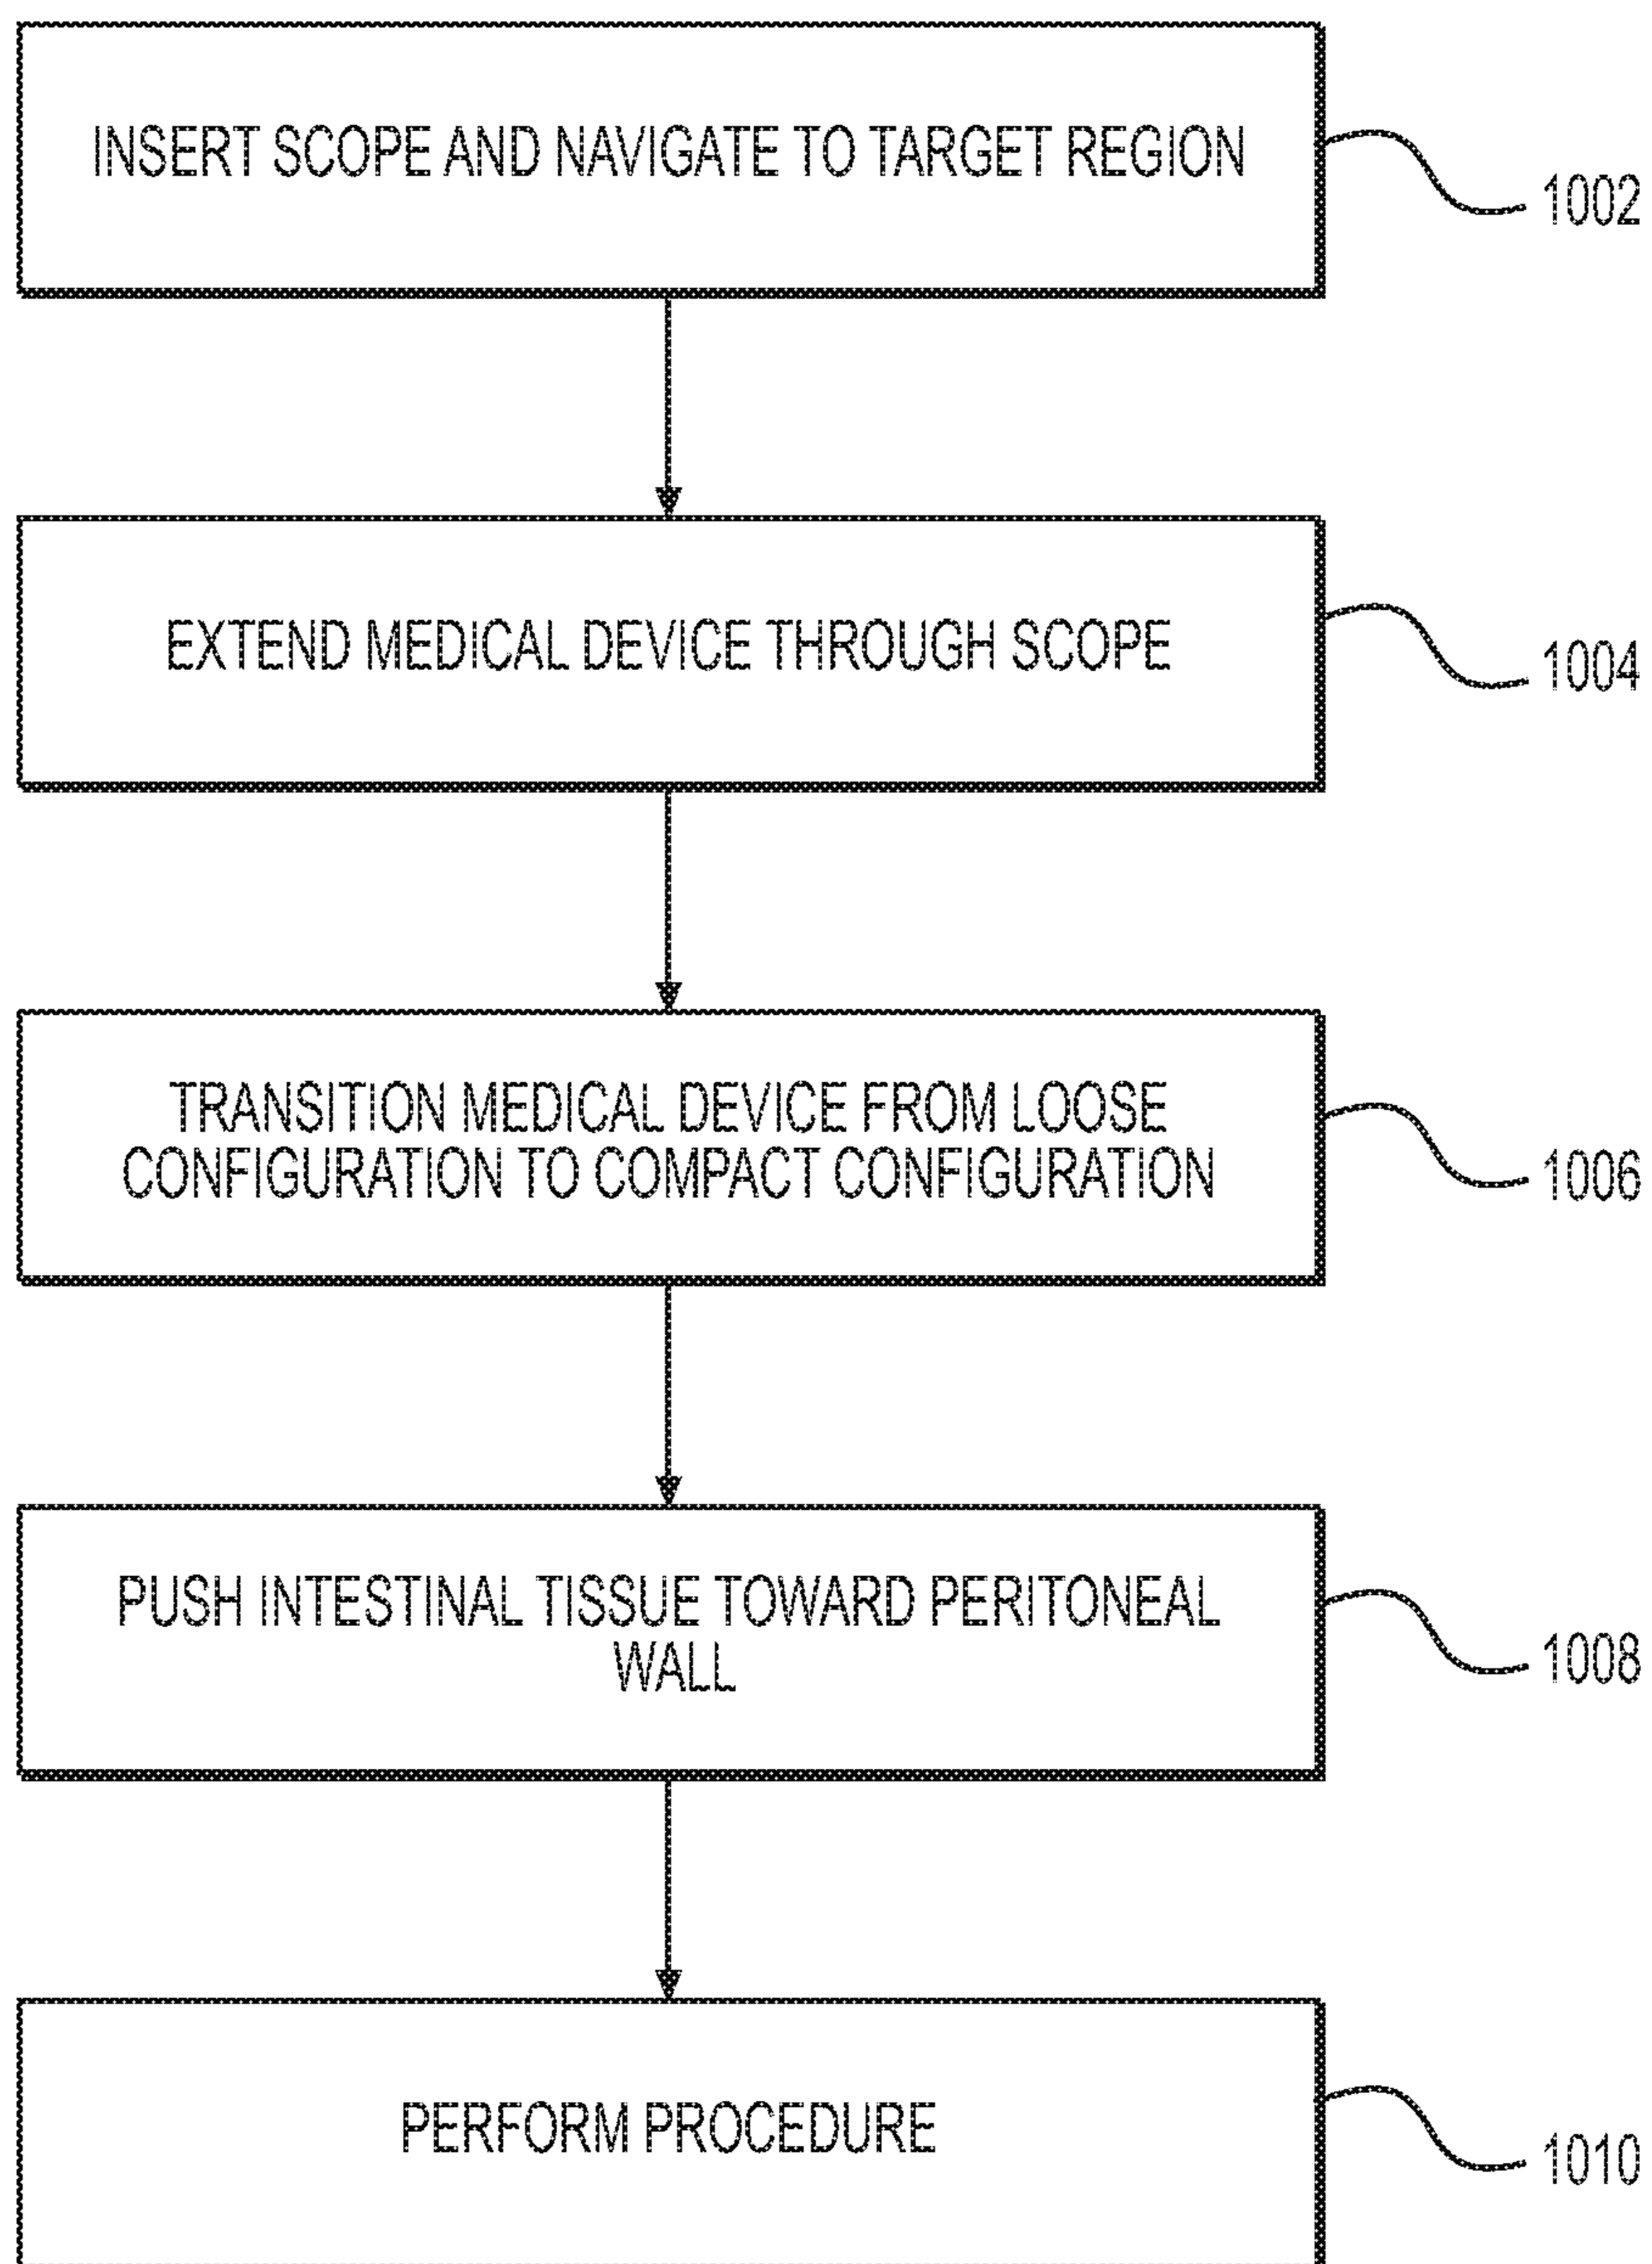 INSERT SCOPE AND NAVIGATE TO TARGET REGION
1002
EXTEND MEDICAL DEVICE THROUGH SCOPE
1004
TRANSITION MEDICAL DEVICE FROM LOOSE
CONFIGURATION TO COMPACT CONFIGURATION
1006
PUSH INTESTINAL TISSUE TOWARD PERITONEAL
WALL
1008
PERFORM PROCEDURE
1010